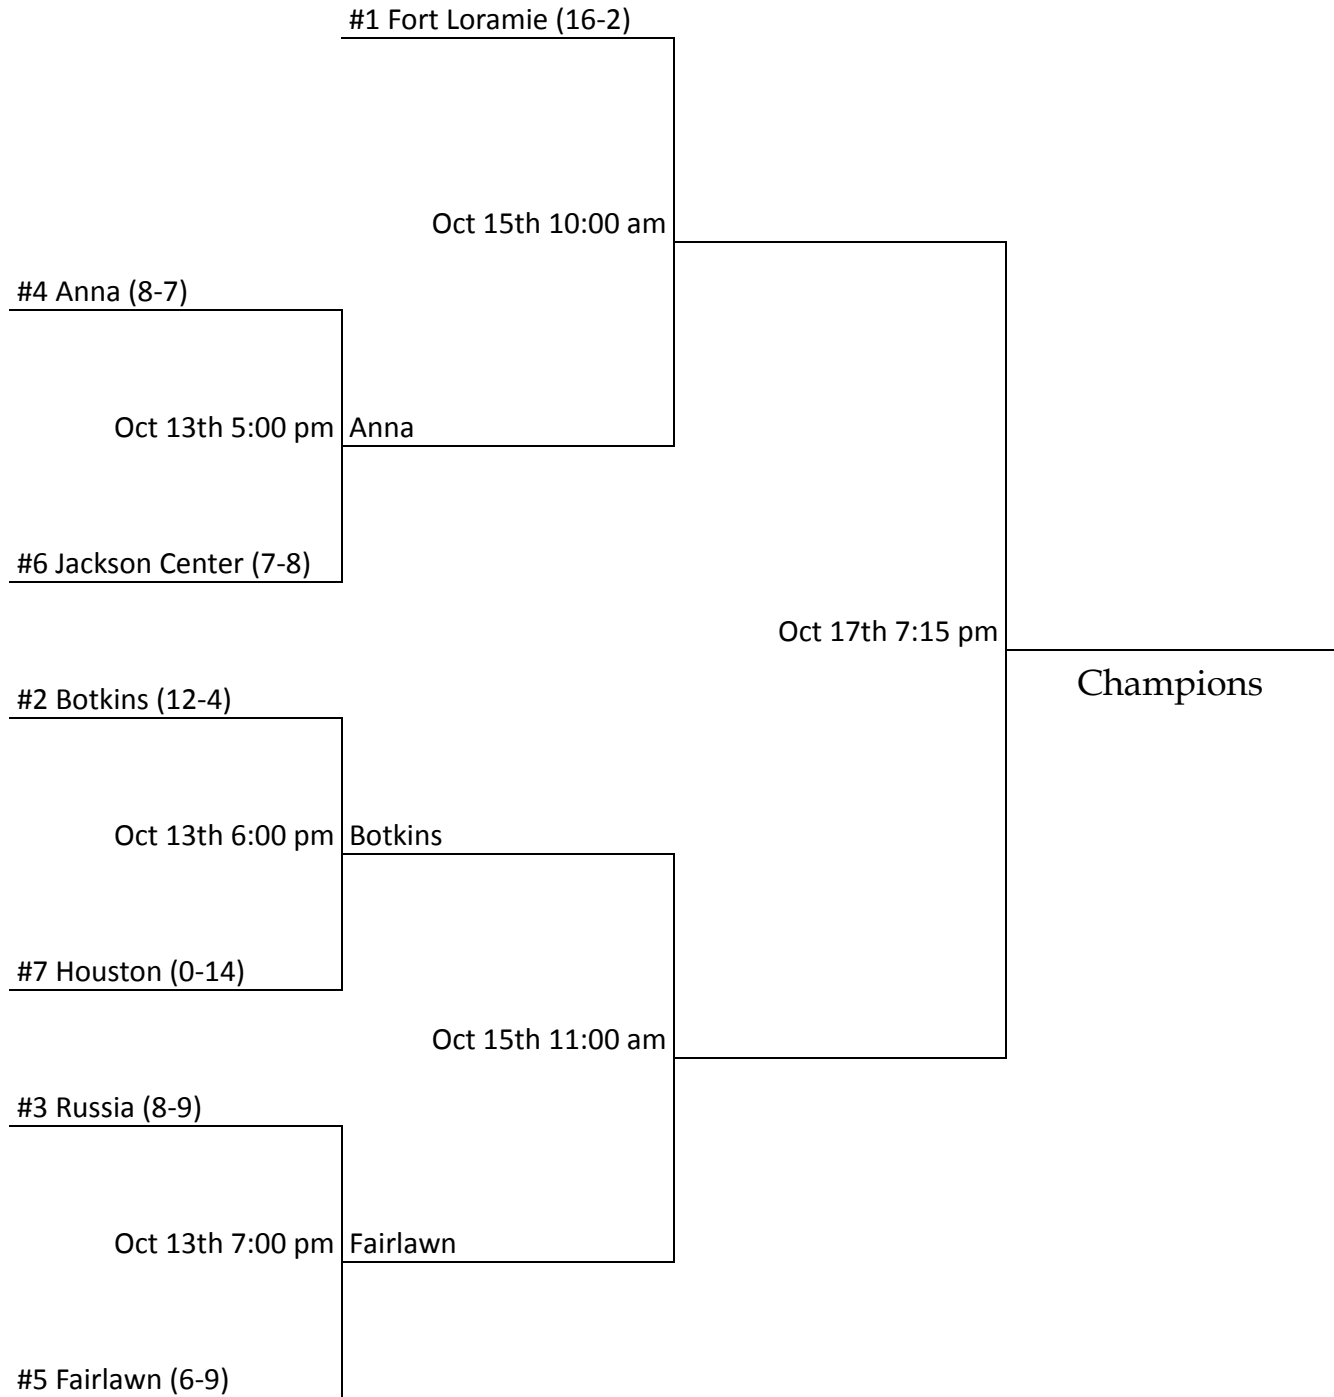 #1 Fort Loramie (16-2)
Oct 15th 10:00 am
#4 Anna (8-7)
Oct 13th 5:00 pm
Anna
#6 Jackson Center (7-8)
Oct 17th 7:15 pm
Champions
#2 Botkins (12-4)
Oct 13th 6:00 pm
Botkins
#7 Houston (0-14)
Oct 15th 11:00 am
#3 Russia (8-9)
Oct 13th 7:00 pm
Fairlawn
#5 Fairlawn (6-9)